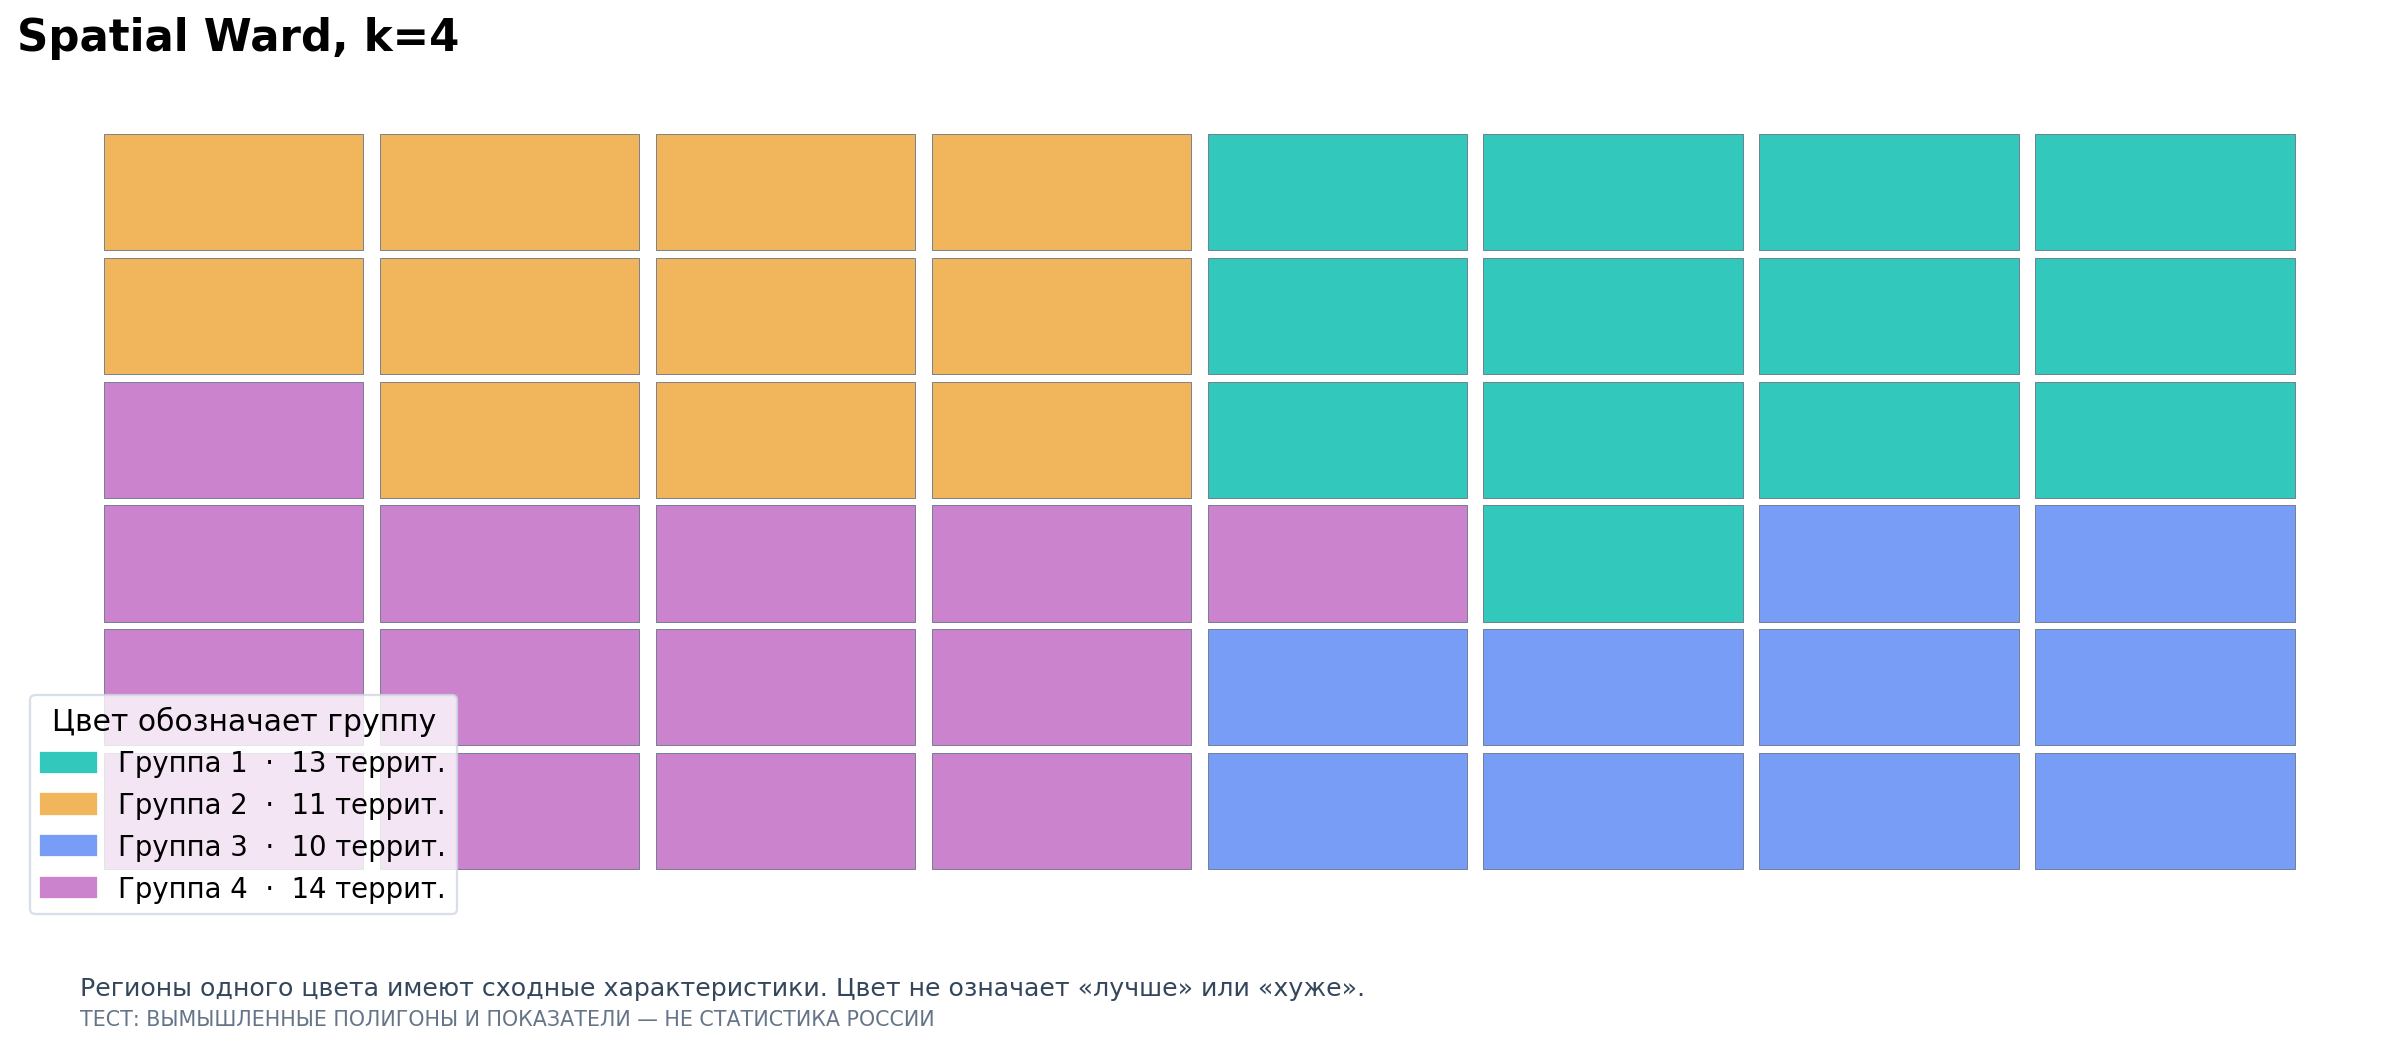 Spatial Ward, k=4
Цвет обозначает группу
Группа 1 · 13 террит.
Группа 2 · 11 террит.
Группа 3 · 10 террит.
Группа 4 · 14 террит.
Регионы одного цвета имеют сходные характеристики. Цвет не означает «лучше» или «хуже».
ТЕСТ: ВЫМЫШЛЕННЫЕ ПОЛИГОНЫ И ПОКАЗАТЕЛИ — НЕ СТАТИСТИКА РОССИИ